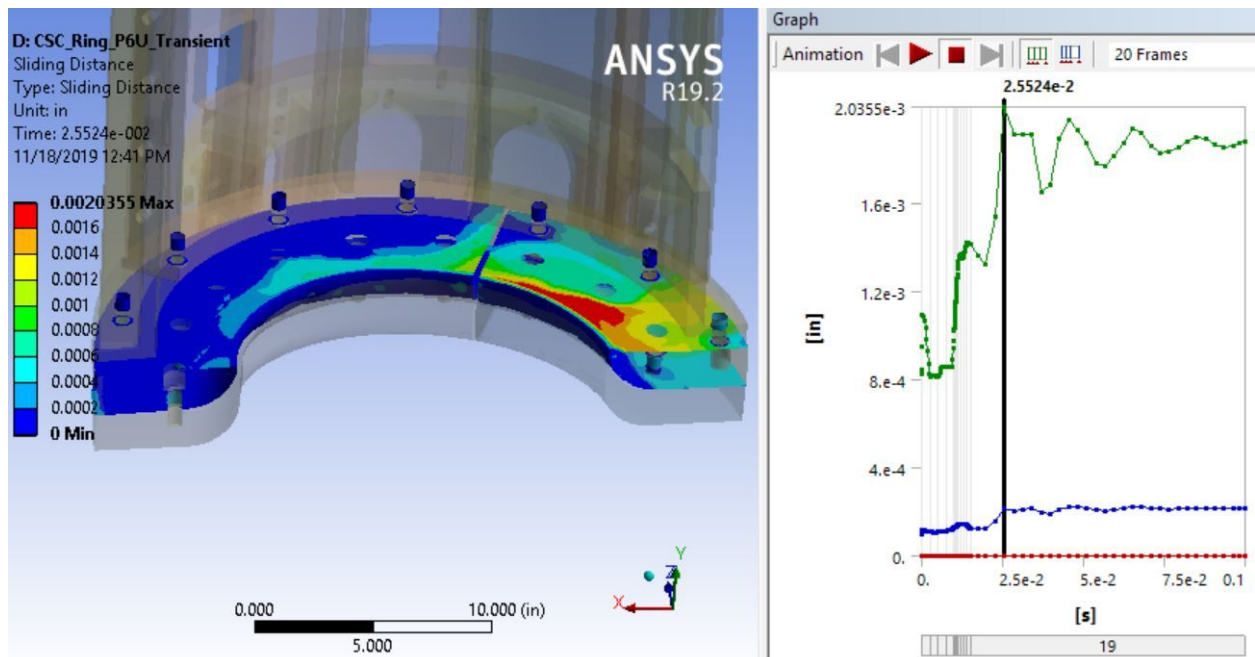 D: CSC_Ring_P6U_Transient
Sliding Distance
Type: Sliding Distance
Unit: in
Time: 2.5524e-002
11/18/2019 12:41 PM
ANSYS
R19.2
0.0020355 Max
0.0016
0.0014
0.0012
0.001
0.0008
0.0006
0.0004
0.0002
0 Min
Y
Z
X
0.000 10.000 (in)
5.000
Graph
Animation 20 Frames
2.5524e-2
2.0355e-3
1.6e-3
1.2e-3
8.e-4
4.e-4
0.
[in]
0. 2.5e-2 5.e-2 7.5e-2 0.1
[s]
19